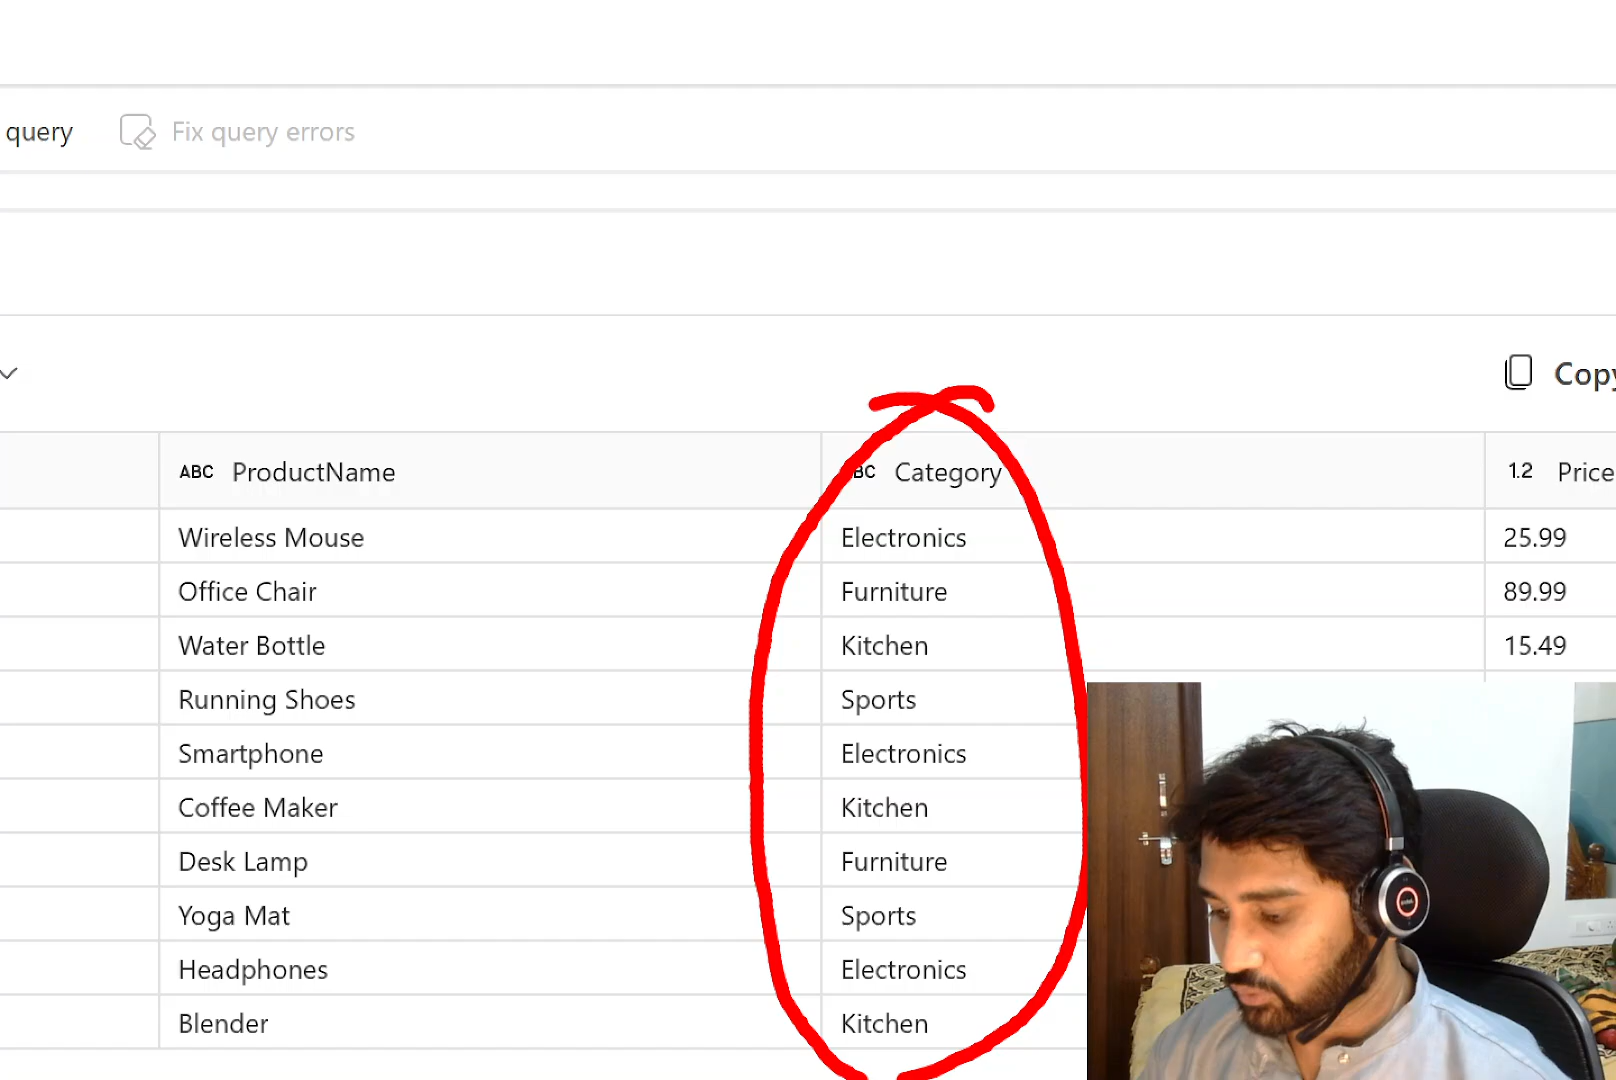 query Fix query errors
Copy
ABC ProductName BC Category 1.2 Price
Wireless Mouse Electronics 25.99
Office Chair Furniture 89.99
Water Bottle Kitchen 15.49
Running Shoes Sports
Smartphone Electronics
Coffee Maker Kitchen
Desk Lamp Furniture
Yoga Mat Sports
Headphones Electronics
Blender Kitchen